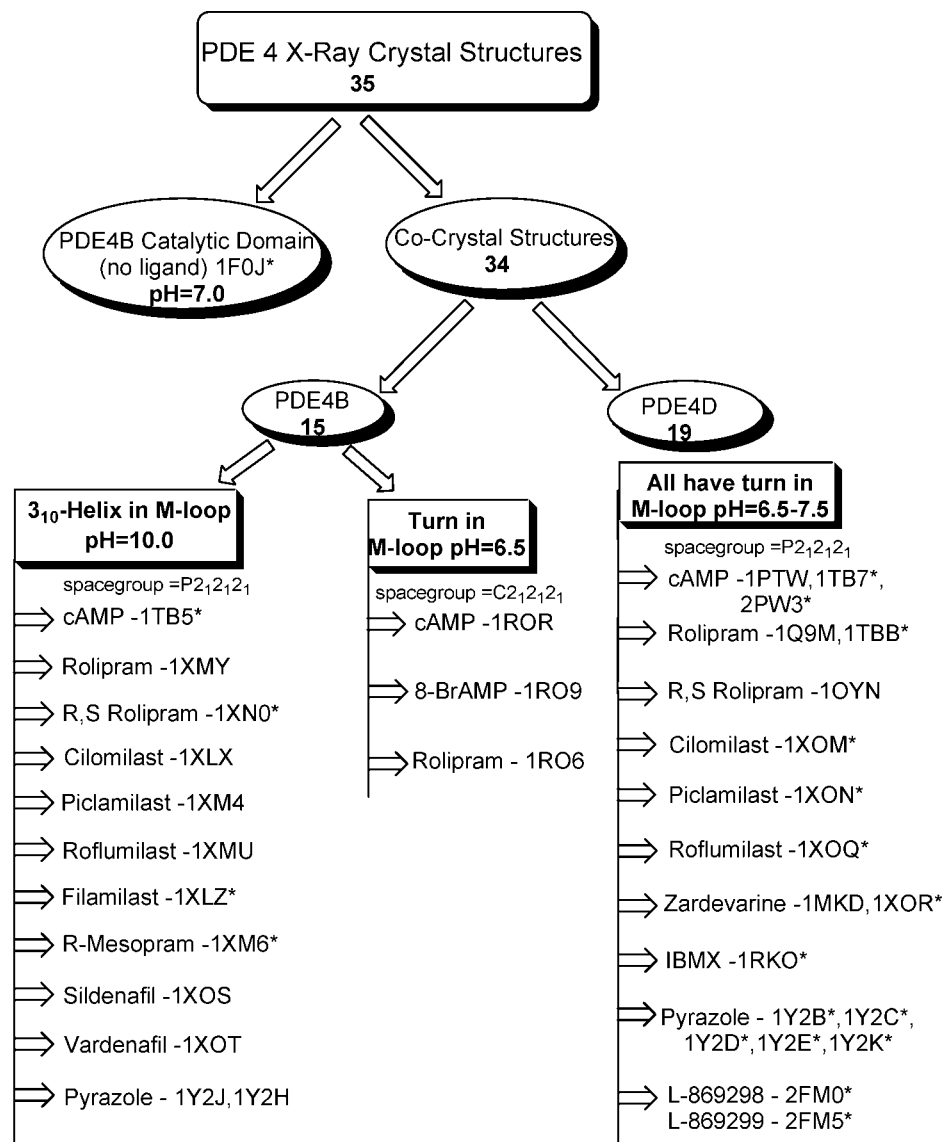 PDE 4 X-Ray Crystal Structures
35
PDE4B Catalytic Domain
(no ligand) 1F0J*
pH=7.0
Co-Crystal Structures
34
PDE4B
15
PDE4D
19
3₁₀-Helix in M-loop
pH=10.0
spacegroup =P2₁2₁2₁
cAMP -1TB5*
Rolipram -1XMY
R,S Rolipram -1XN0*
Cilomilast -1XLX
Piclamilast -1XM4
Roflumilast -1XMU
Filamilast -1XLZ*
R-Mesopram -1XM6*
Sildenafil -1XOS
Vardenafil -1XOT
Pyrazole - 1Y2J,1Y2H
Turn in
M-loop pH=6.5
spacegroup =C2₁2₁2₁
cAMP -1ROR
8-BrAMP -1RO9
Rolipram - 1RO6
All have turn in
M-loop pH=6.5-7.5
spacegroup =P2₁2₁2₁
cAMP -1PTW,1TB7*,
2PW3*
Rolipram -1Q9M,1TBB*
R,S Rolipram -1OYN
Cilomilast -1XOM*
Piclamilast -1XON*
Roflumilast -1XOQ*
Zardevarine -1MKD,1XOR*
IBMX -1RKO*
Pyrazole - 1Y2B*,1Y2C*,
1Y2D*,1Y2E*,1Y2K*
L-869298 - 2FM0*
L-869299 - 2FM5*